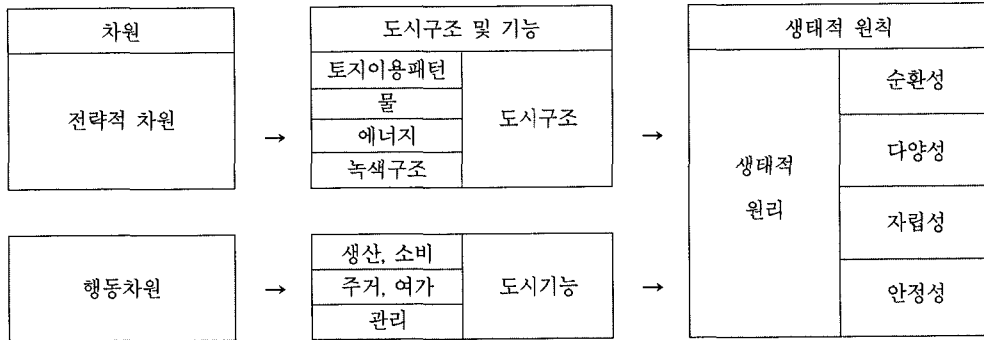 차원
전략적 차원
→
도시구조 및 기능
토지이용패턴
물
에너지
녹색구조
도시구조
→
생태적 원칙
생태적
원리
순환성
다양성
자립성
안정성
행동차원
→
생산, 소비
주거, 여가
관리
도시기능
→